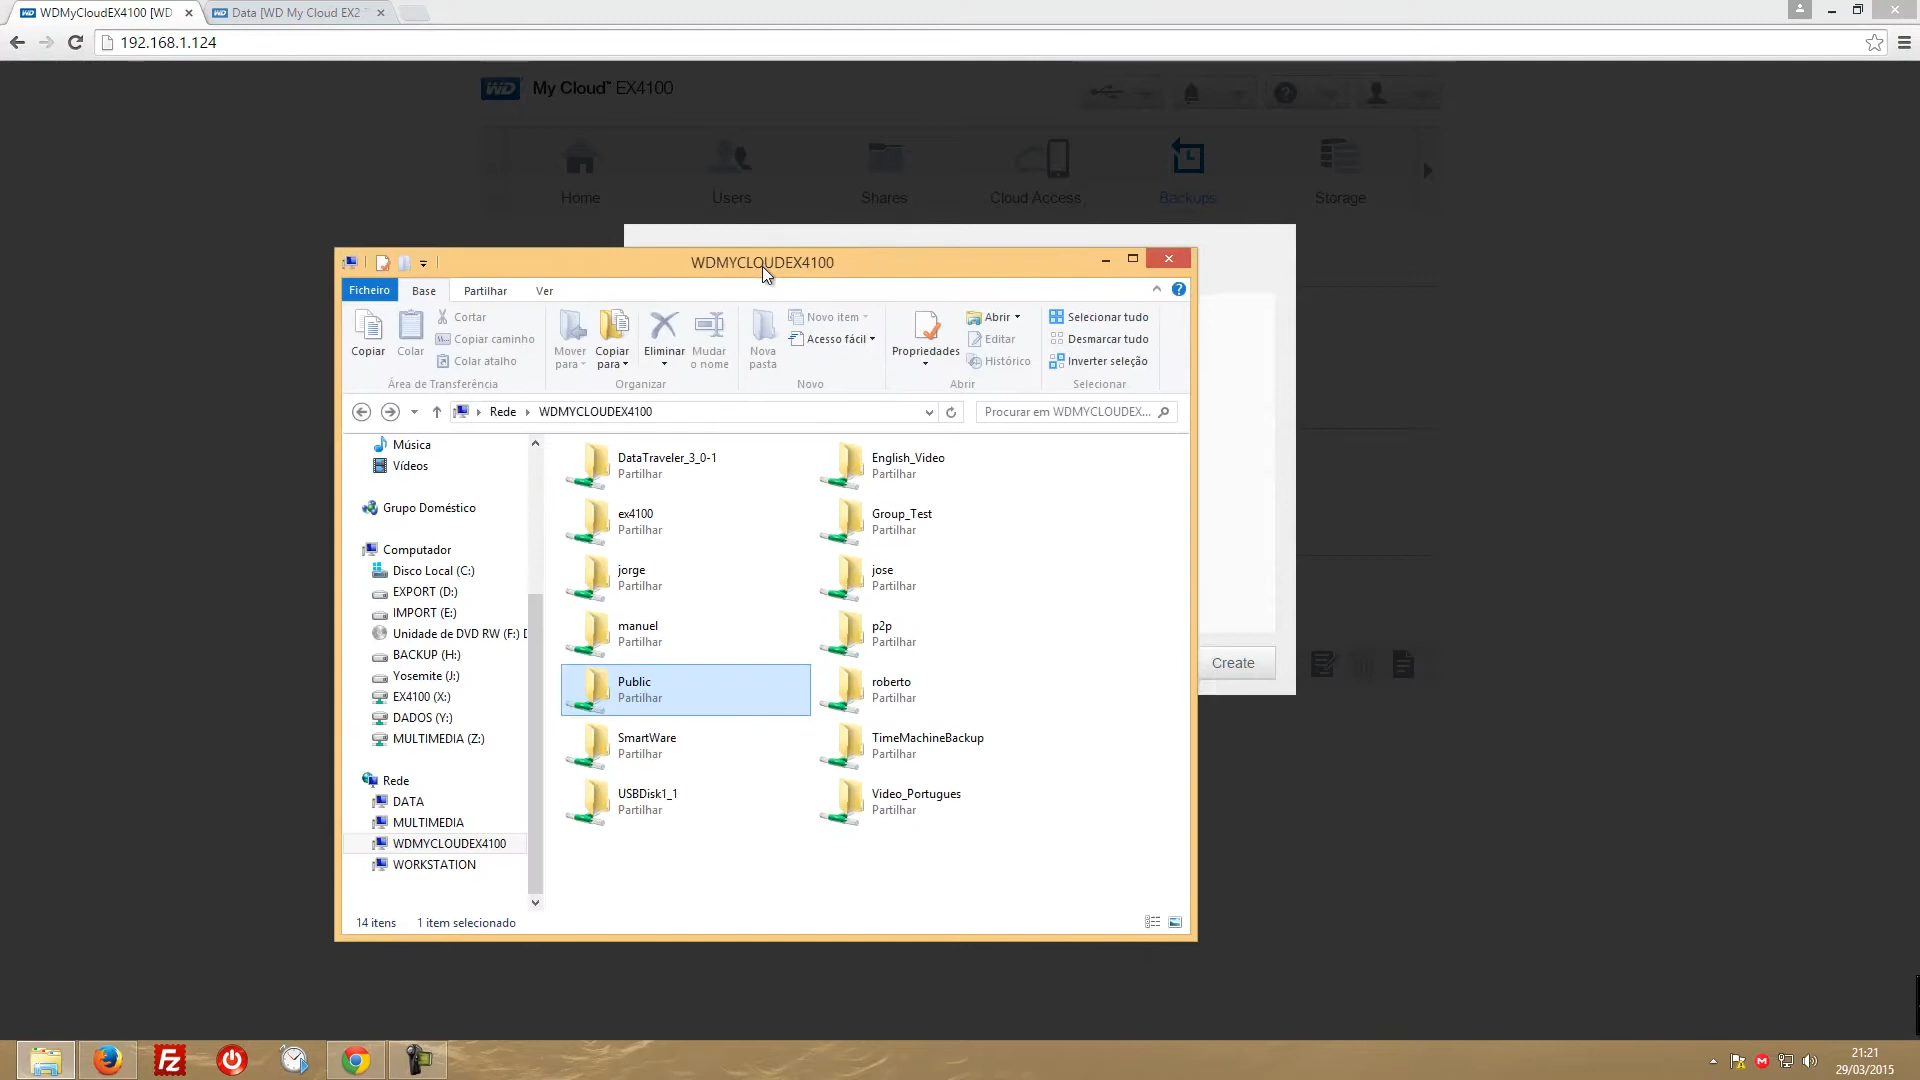 WDMyCloudEX4100 [WD
Data [WD My Cloud EX2
192.168.1.124
WD My Cloud™ EX4100
Home
Users
Shares
Cloud Access
Backups
Storage
WDMYCLOUDEX4100
Ficheiro
Base
Partilhar
Ver
Copiar
Colar
Cortar
Copiar caminho
Colar atalho
Área de Transferência
Mover para
Copiar para
Eliminar
Mudar o nome
Organizar
Nova pasta
Novo item
Acesso fácil
Novo
Propriedades
Abrir
Editar
Histórico
Abrir
Selecionar tudo
Desmarcar tudo
Inverter seleção
Selecionar
Rede
WDMYCLOUDEX4100
Procurar em WDMYCLOUDEX...
Música
Vídeos
Grupo Doméstico
Computador
Disco Local (C:)
EXPORT (D:)
IMPORT (E:)
Unidade de DVD RW (F:) D
BACKUP (H:)
Yosemite (J:)
EX4100 (X:)
DADOS (Y:)
MULTIMEDIA (Z:)
Rede
DATA
MULTIMEDIA
WDMYCLOUDEX4100
WORKSTATION
DataTraveler_3_0-1
Partilhar
English_Video
Partilhar
ex4100
Partilhar
Group_Test
Partilhar
jorge
Partilhar
jose
Partilhar
manuel
Partilhar
p2p
Partilhar
Public
Partilhar
roberto
Partilhar
SmartWare
Partilhar
TimeMachineBackup
Partilhar
USBDisk1_1
Partilhar
Video_Portugues
Partilhar
Create
14 itens
1 item selecionado
21:21
29/03/2015